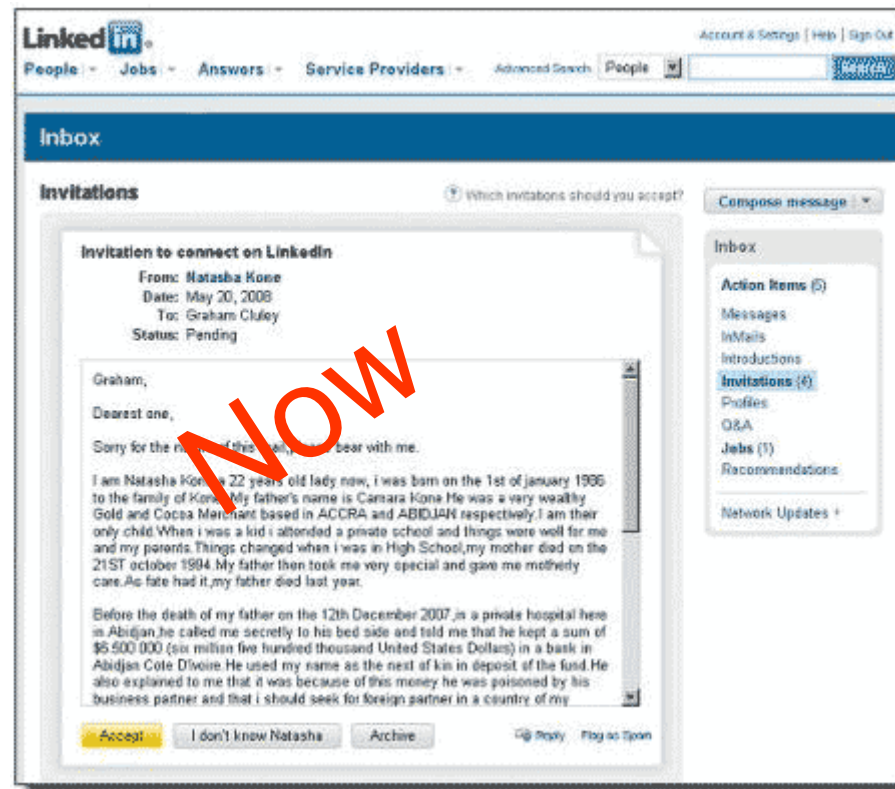 Linked in.
Account & Settings | Help | Sign Out
People Jobs Answers Service Providers Advanced Search People Search
Inbox
Invitations
Which invitations should you accept?
Compose message
Invitation to connect on LinkedIn
From: Natasha Kone
Date: May 20, 2008
To: Graham Cluley
Status: Pending
Inbox
Action Items (5)
Messages
InMails
Introductions
Invitations (4)
Profiles
Q&A
Jobs (1)
Recommendations
Network Updates
Now
Graham,
Dearest one,
Sorry for the of this bear with me.
I am Natasha 22 years old lady now, i was born on the 1st of january 1986
to the family of My father's name is Camara Kone.He was a very wealthy
Gold and Cocoa Merchant based in ACCRA and ABIDJAN respectively.I am their
only child.When i was a kid i attended a private school and things were well for me
and my parents.Things changed when i was in High School,my mother died on the
21ST october 1994.My father then took me very special and gave me motherly
care.As fate had it,my father died last year.
Before the death of my father on the 12th December 2007,in a private hospital here
in Abidjan,he called me secretly to his bed side and told me that he kept a sum of
$6.500 000 (six million five hundred thousand United States Dollars) in a bank in
Abidjan Cote D'ivoire.He used my name as the next of kin in deposit of the fund.He
also explained to me that it was because of this money he was poisoned by his
business partner and that i should seek for foreign partner in a country of my
Accept I don't know Natasha Archive Reply Flag as Spam